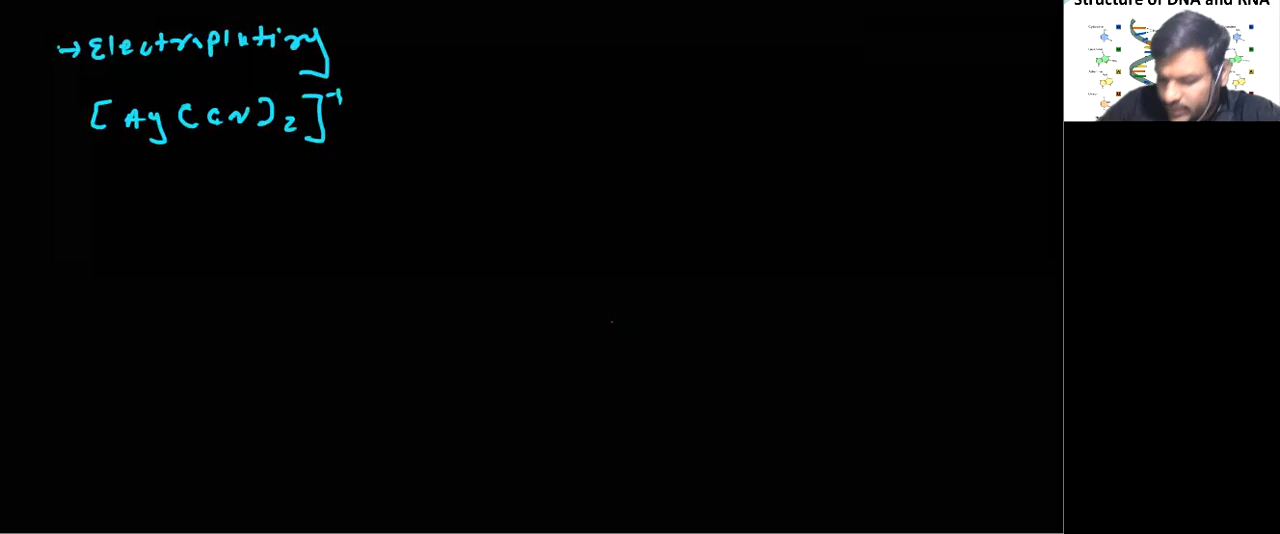 → Electroplating
[Ag(CN)2]⁻¹
Structure of DNA and RNA